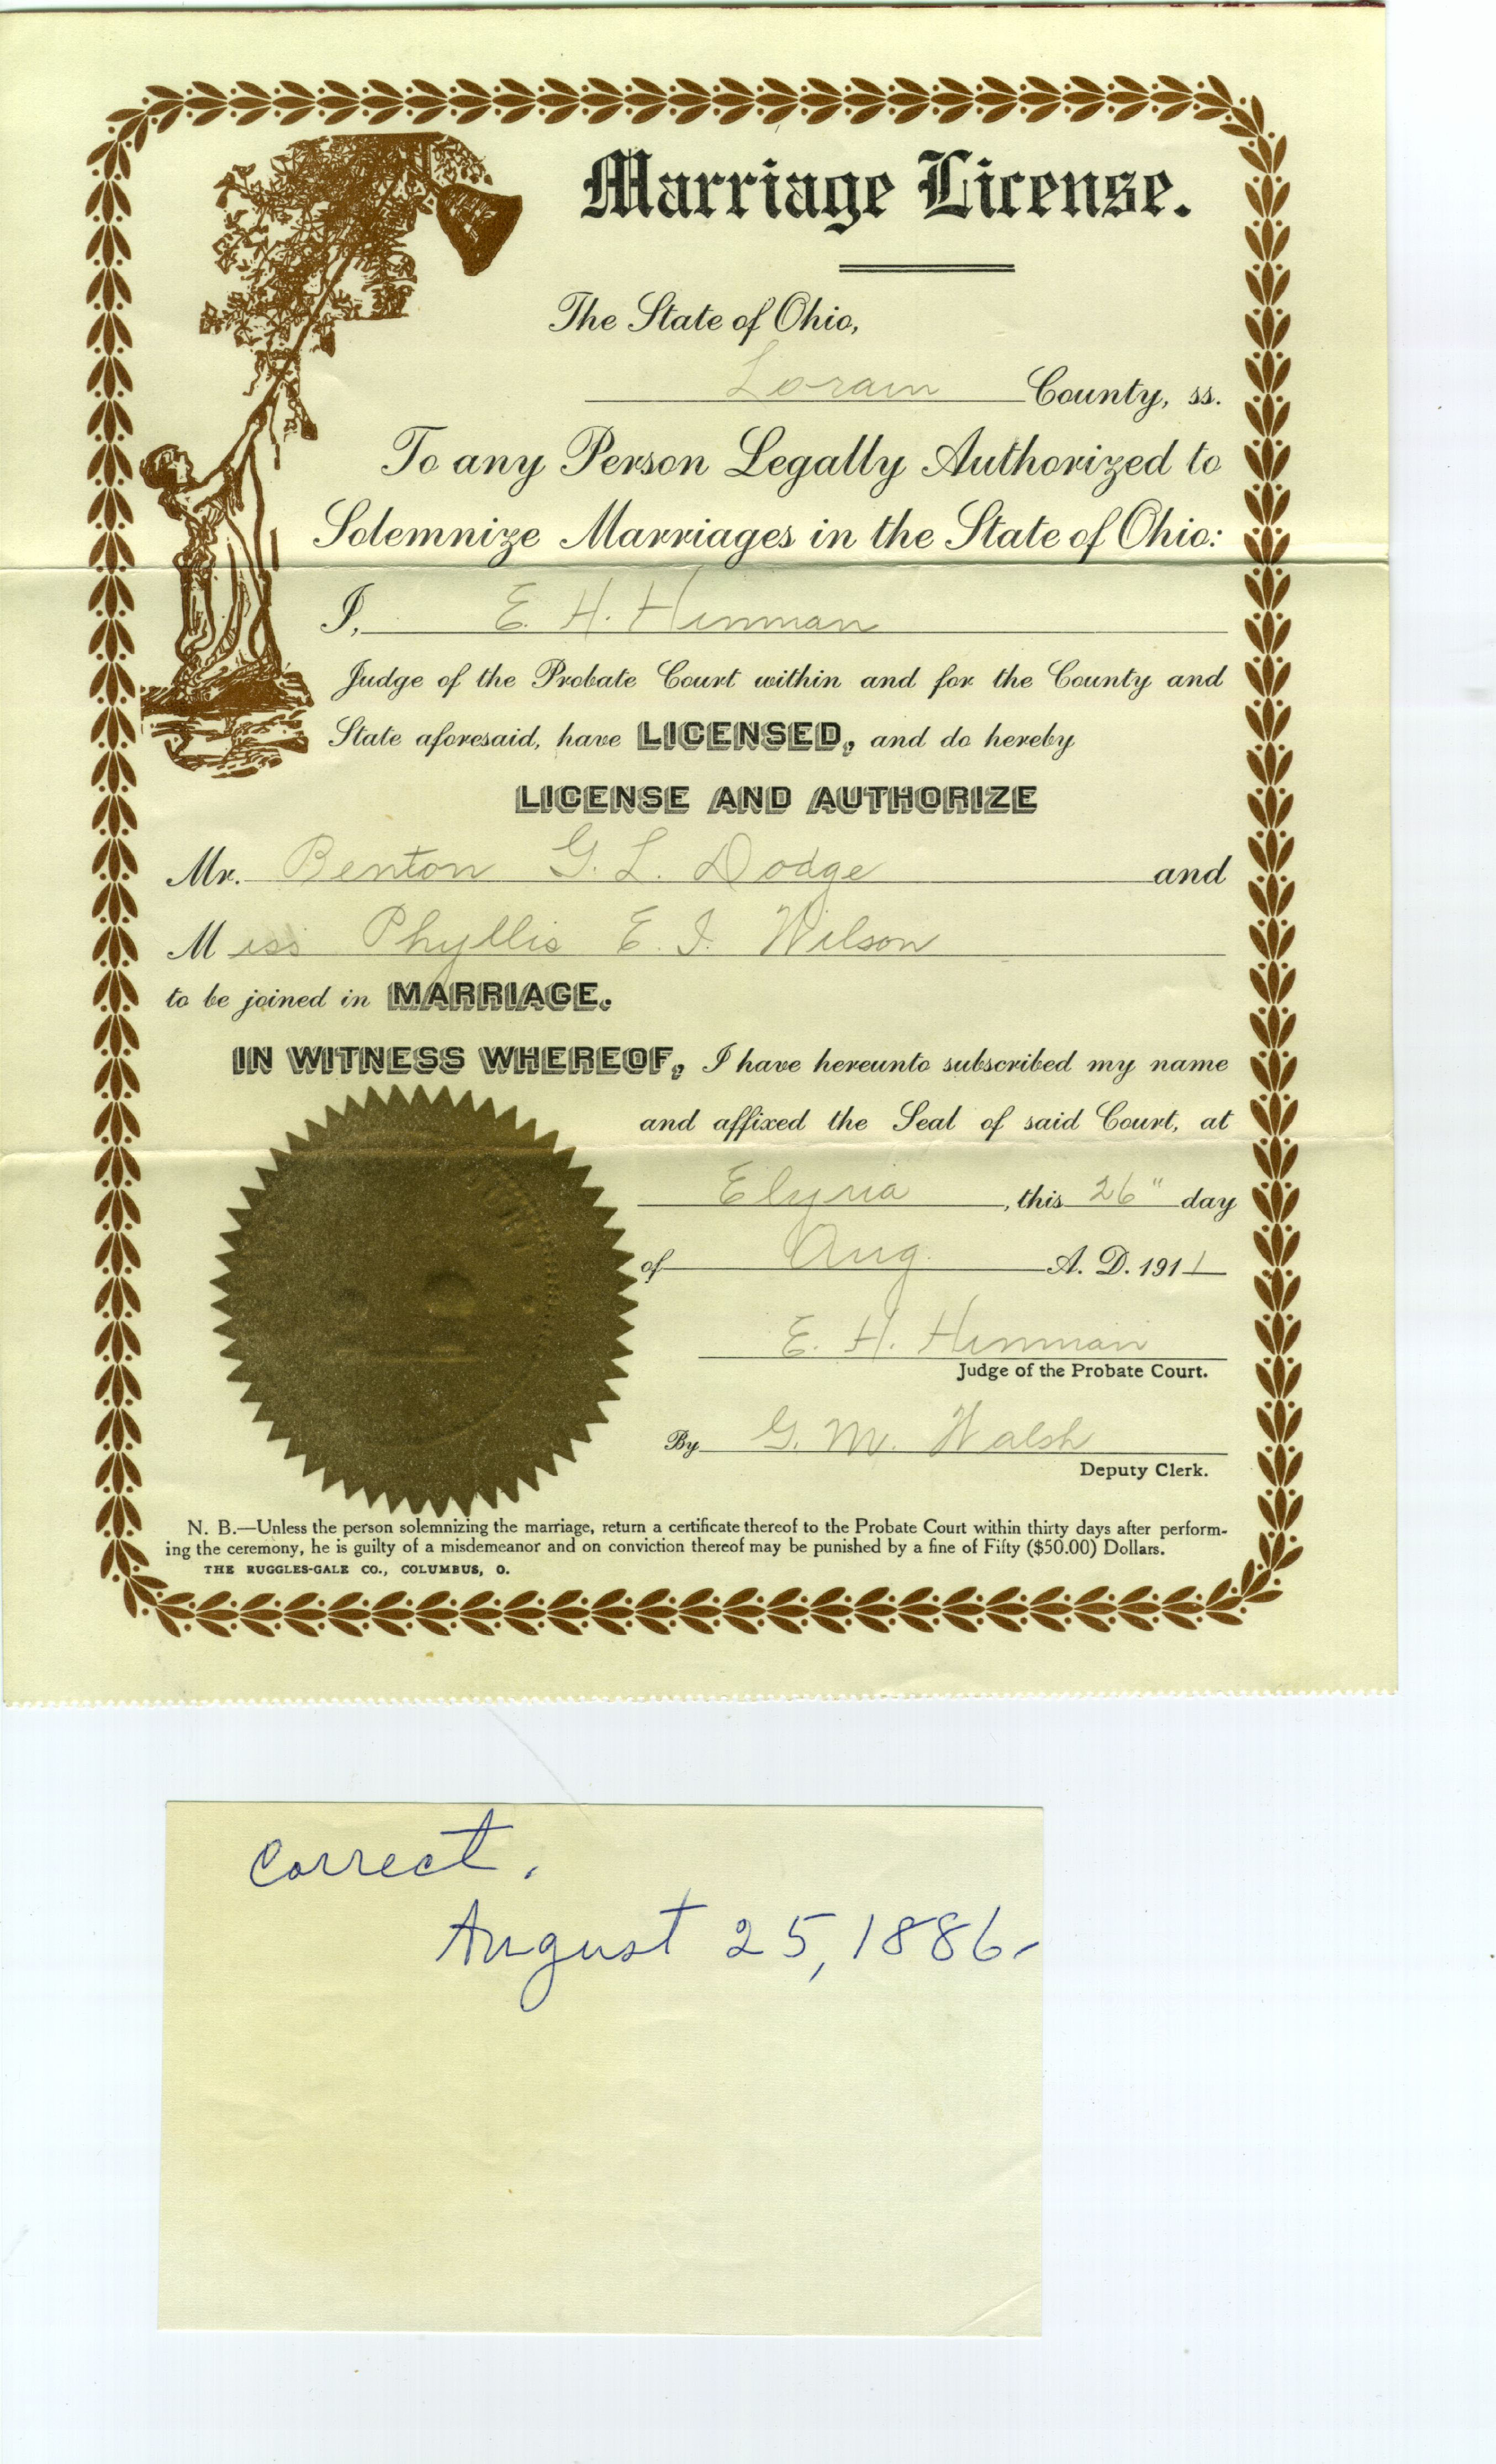 Marriage License.
The State of Ohio,
Lorain County, ss.
To any Person Legally Authorized to
Solemnize Marriages in the State of Ohio:
I, E. H. Hinman
Judge of the Probate Court within and for the County and
State aforesaid, have LICENSED, and do hereby
LICENSE AND AUTHORIZE
Mr. Benton G. L. Dodge and
Miss Phyllis E. I. Wilson
to be joined in MARRIAGE.
IN WITNESS WHEREOF, I have hereunto subscribed my name
and affixed the Seal of said Court, at
Elyria, this 26" day
of Aug. A. D. 1911
E. H. Hinman
Judge of the Probate Court.
By G. M. Walsh
Deputy Clerk.
N. B.—Unless the person solemnizing the marriage, return a certificate thereof to the Probate Court within thirty days after perform-
ing the ceremony, he is guilty of a misdemeanor and on conviction thereof may be punished by a fine of Fifty ($50.00) Dollars.
THE RUGGLES-GALE CO., COLUMBUS, O.
Correct.
August 25, 1886.